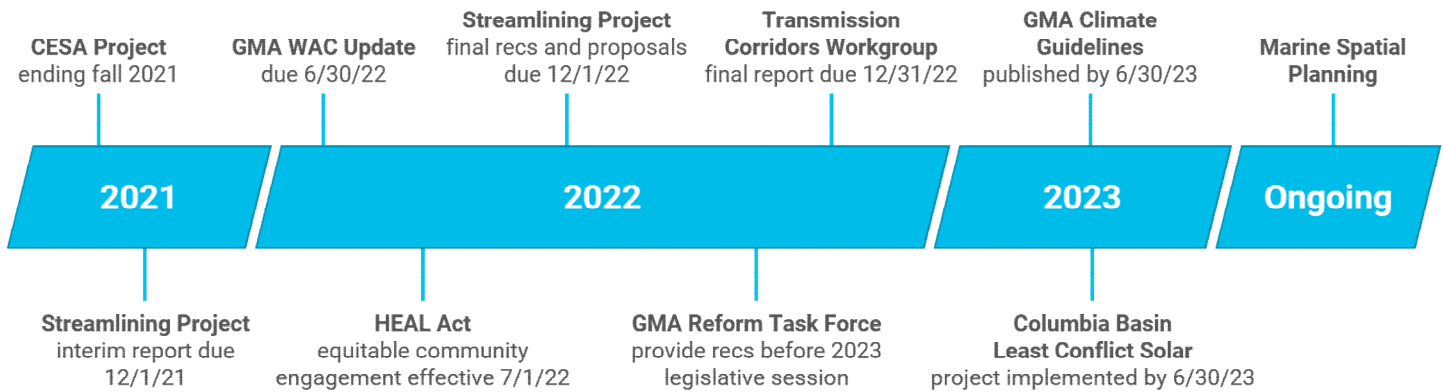 CESA Project
ending fall 2021
GMA WAC Update
due 6/30/22
Streamlining Project
final recs and proposals
due 12/1/22
Transmission
Corridors Workgroup
final report due 12/31/22
GMA Climate
Guidelines
published by 6/30/23
Marine Spatial
Planning
2021
2022
2023
Ongoing
Streamlining Project
interim report due
12/1/21
HEAL Act
equitable community
engagement effective 7/1/22
GMA Reform Task Force
provide recs before 2023
legislative session
Columbia Basin
Least Conflict Solar
project implemented by 6/30/23